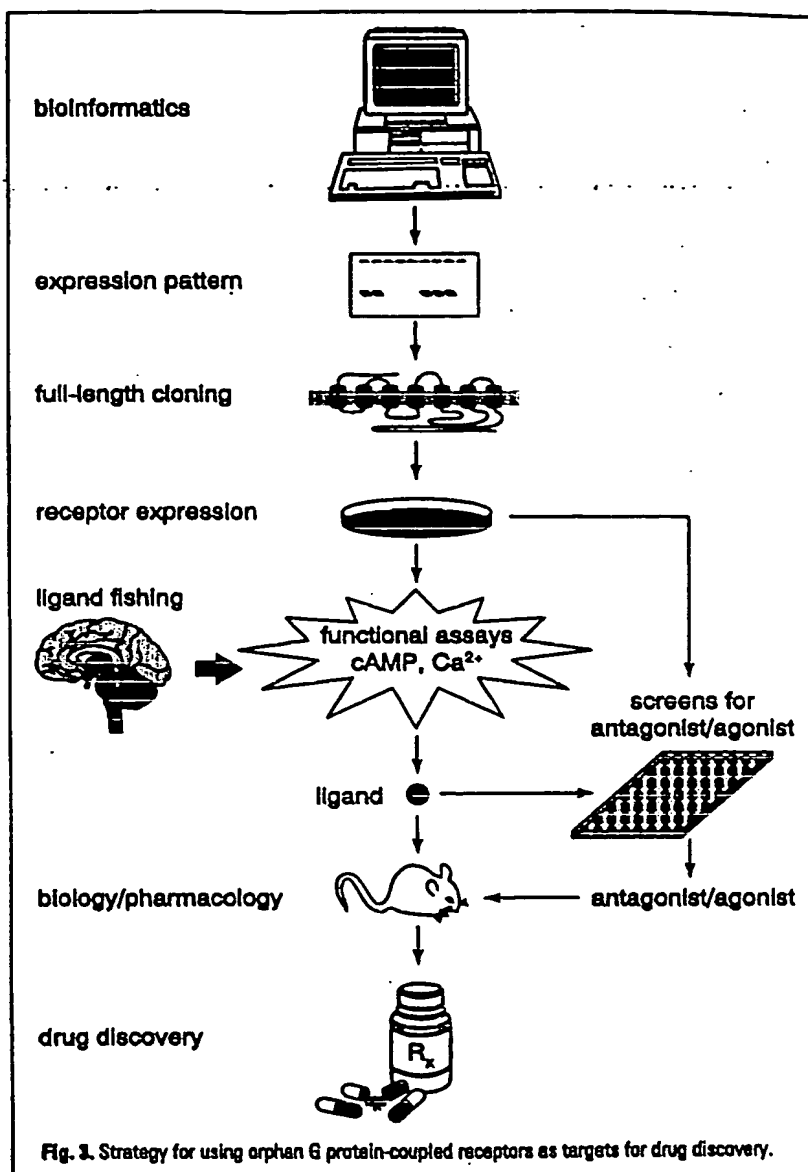 bioinformatics
expression pattern
full-length cloning
receptor expression
ligand fishing
functional assays
cAMP, Ca²⁺
screens for
antagonist/agonist
ligand
biology/pharmacology
antagonist/agonist
drug discovery
Rx
Fig. 3. Strategy for using orphan G protein-coupled receptors as targets for drug discovery.